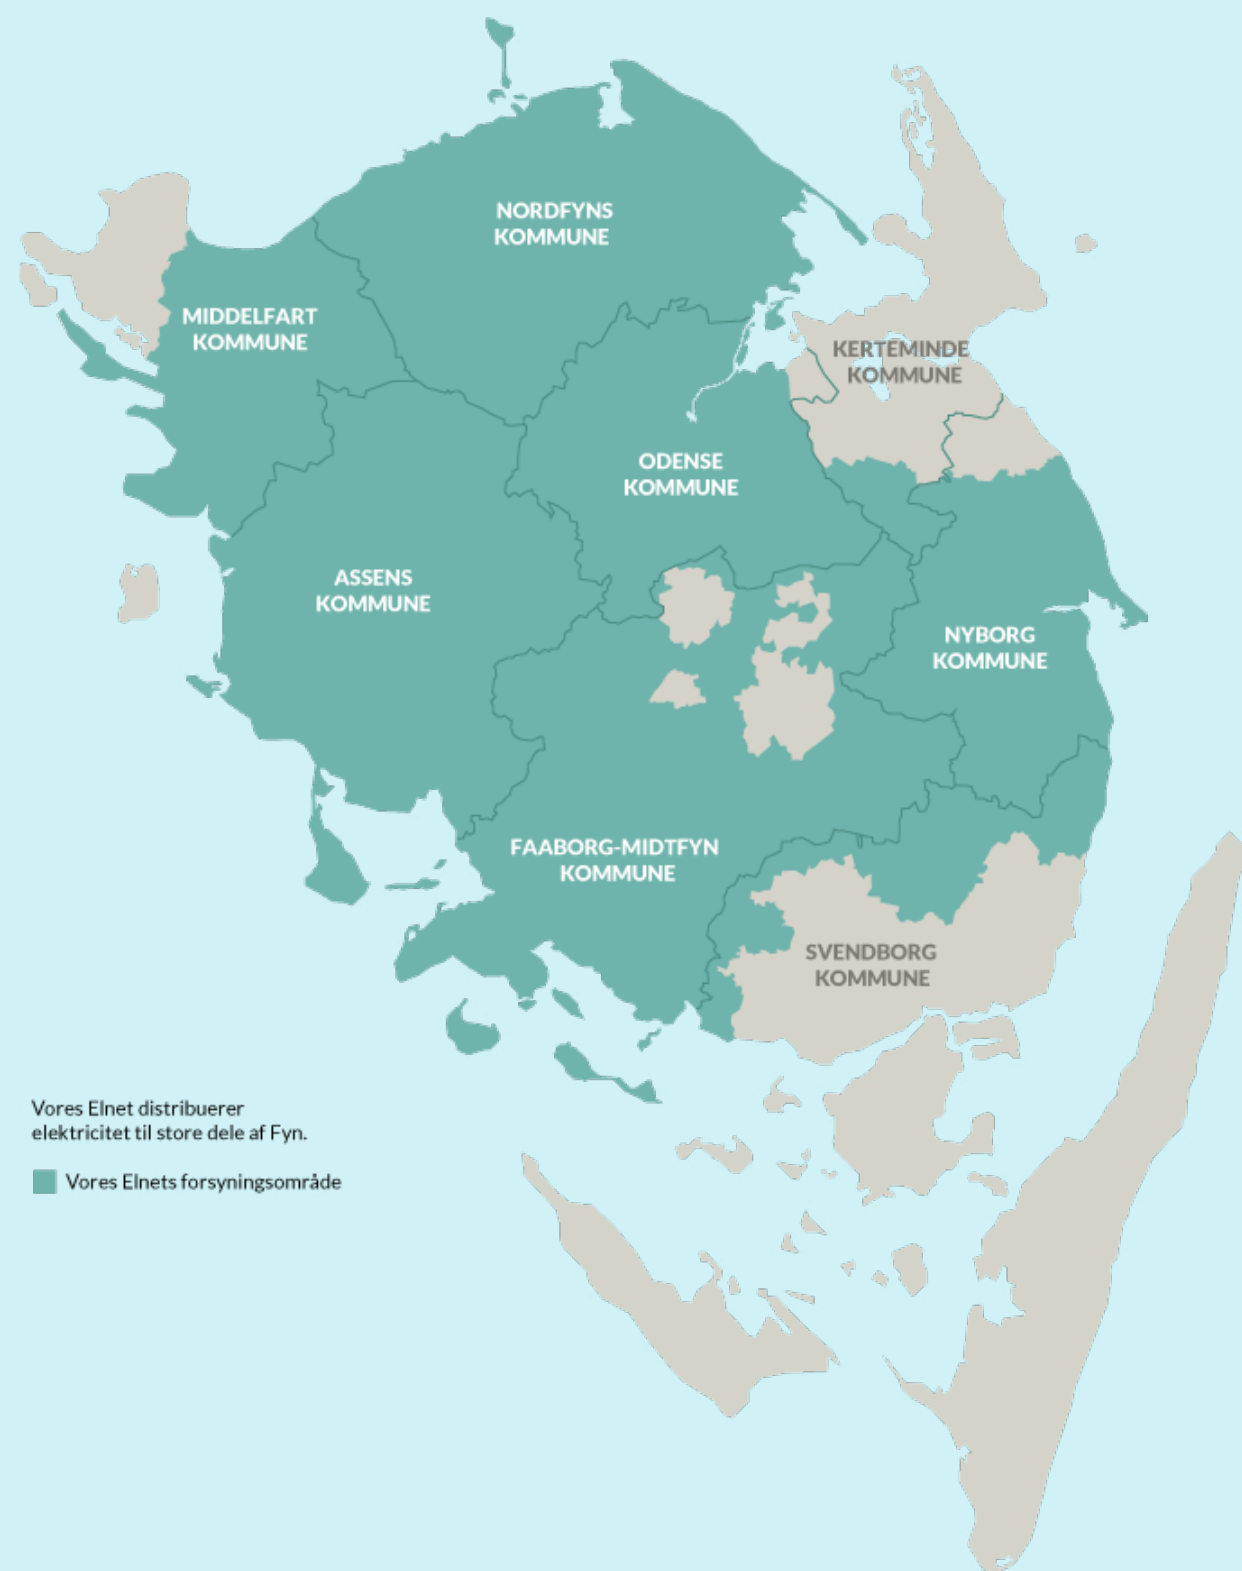 NORDFYNS
KOMMUNE
MIDDELFART
KOMMUNE
KERTEMINDE
KOMMUNE
ODENSE
KOMMUNE
ASSENS
KOMMUNE
NYBORG
KOMMUNE
FAABORG-MIDTFYN
KOMMUNE
SVENDBORG
KOMMUNE
Vores Elnet distribuerer
elektricitet til store dele af Fyn.
Vores Elnets forsyningsområde